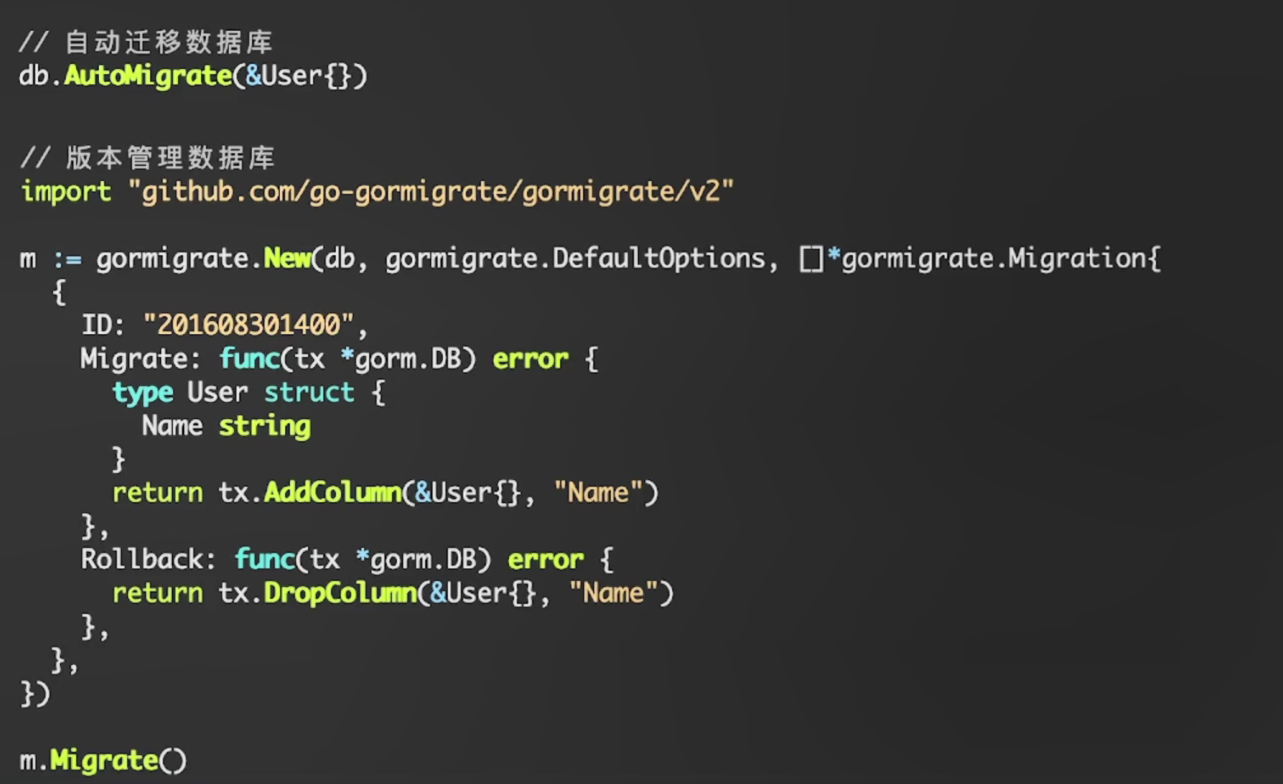 // 自动迁移数据库
db.AutoMigrate(&User{})
// 版本管理数据库
import "github.com/go-gormigrate/gormigrate/v2"
m := gormigrate.New(db, gormigrate.DefaultOptions, []*gormigrate.Migration{
  {
    ID: "201608301400",
    Migrate: func(tx *gorm.DB) error {
      type User struct {
        Name string
      }
      return tx.AddColumn(&User{}, "Name")
    },
    Rollback: func(tx *gorm.DB) error {
      return tx.DropColumn(&User{}, "Name")
    },
  },
})
m.Migrate()